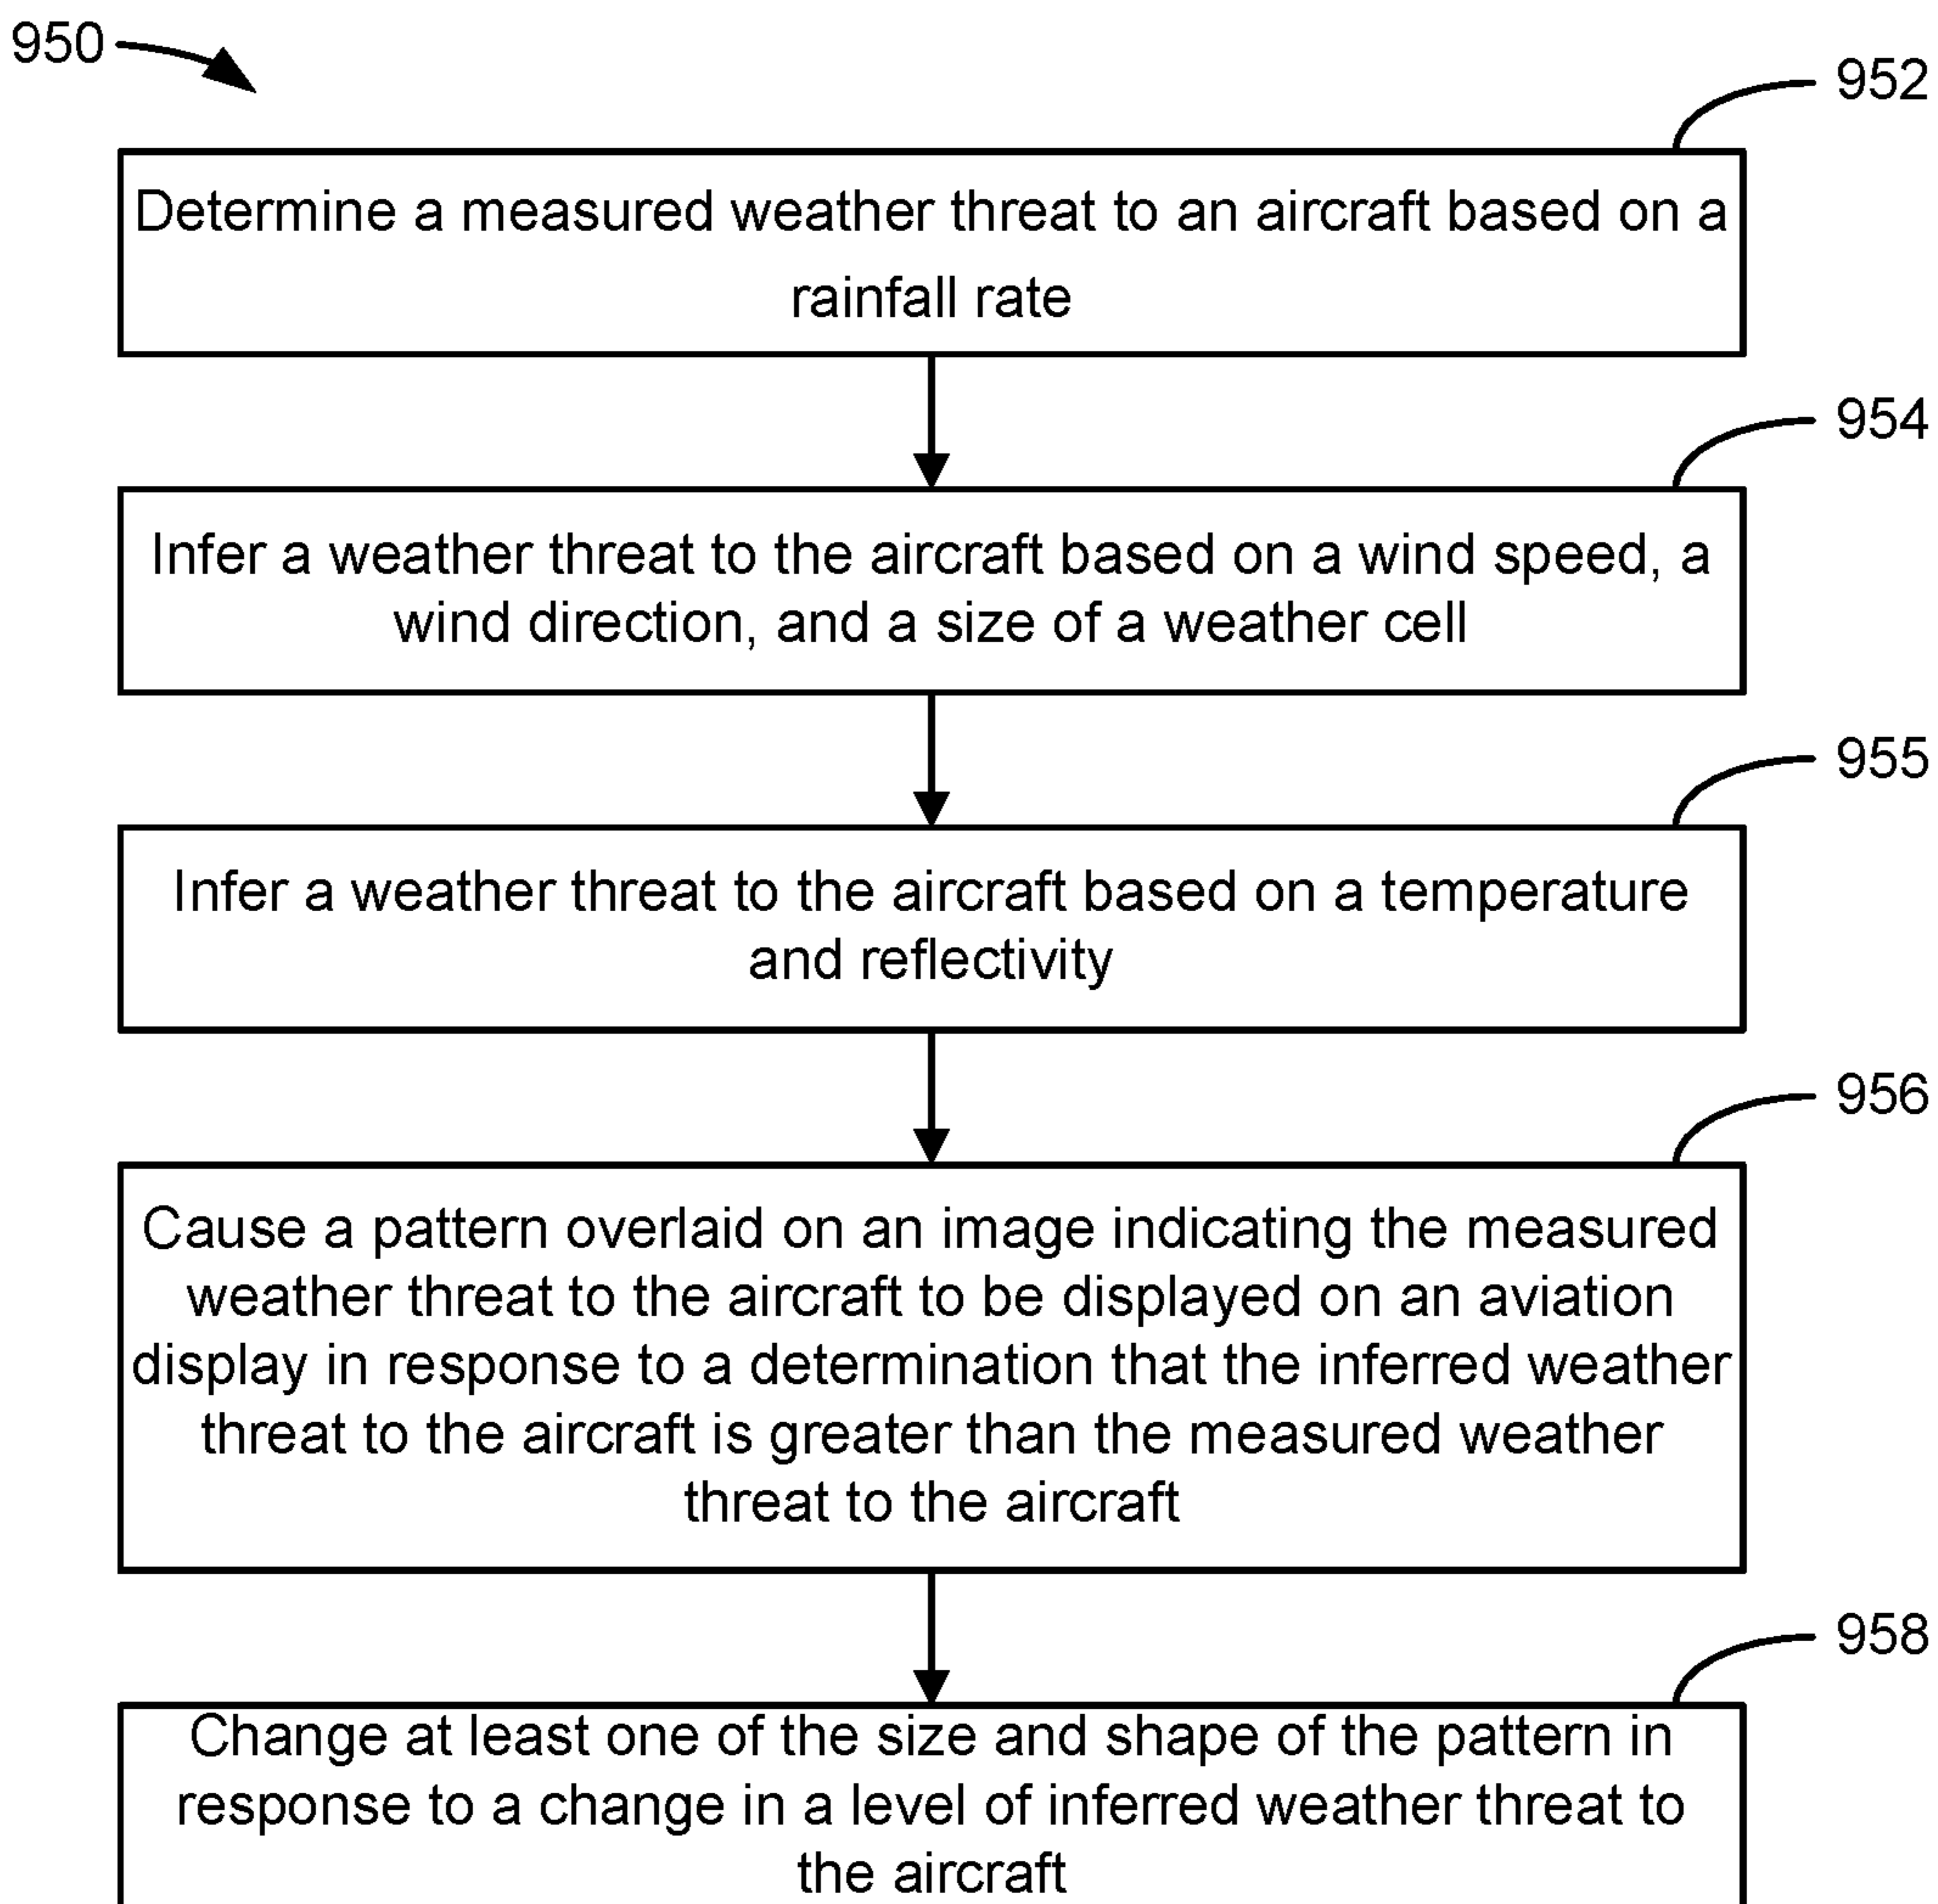 950
952
Determine a measured weather threat to an aircraft based on a
rainfall rate
954
Infer a weather threat to the aircraft based on a wind speed, a
wind direction, and a size of a weather cell
955
Infer a weather threat to the aircraft based on a temperature
and reflectivity
956
Cause a pattern overlaid on an image indicating the measured
weather threat to the aircraft to be displayed on an aviation
display in response to a determination that the inferred weather
threat to the aircraft is greater than the measured weather
threat to the aircraft
958
Change at least one of the size and shape of the pattern in
response to a change in a level of inferred weather threat to
the aircraft